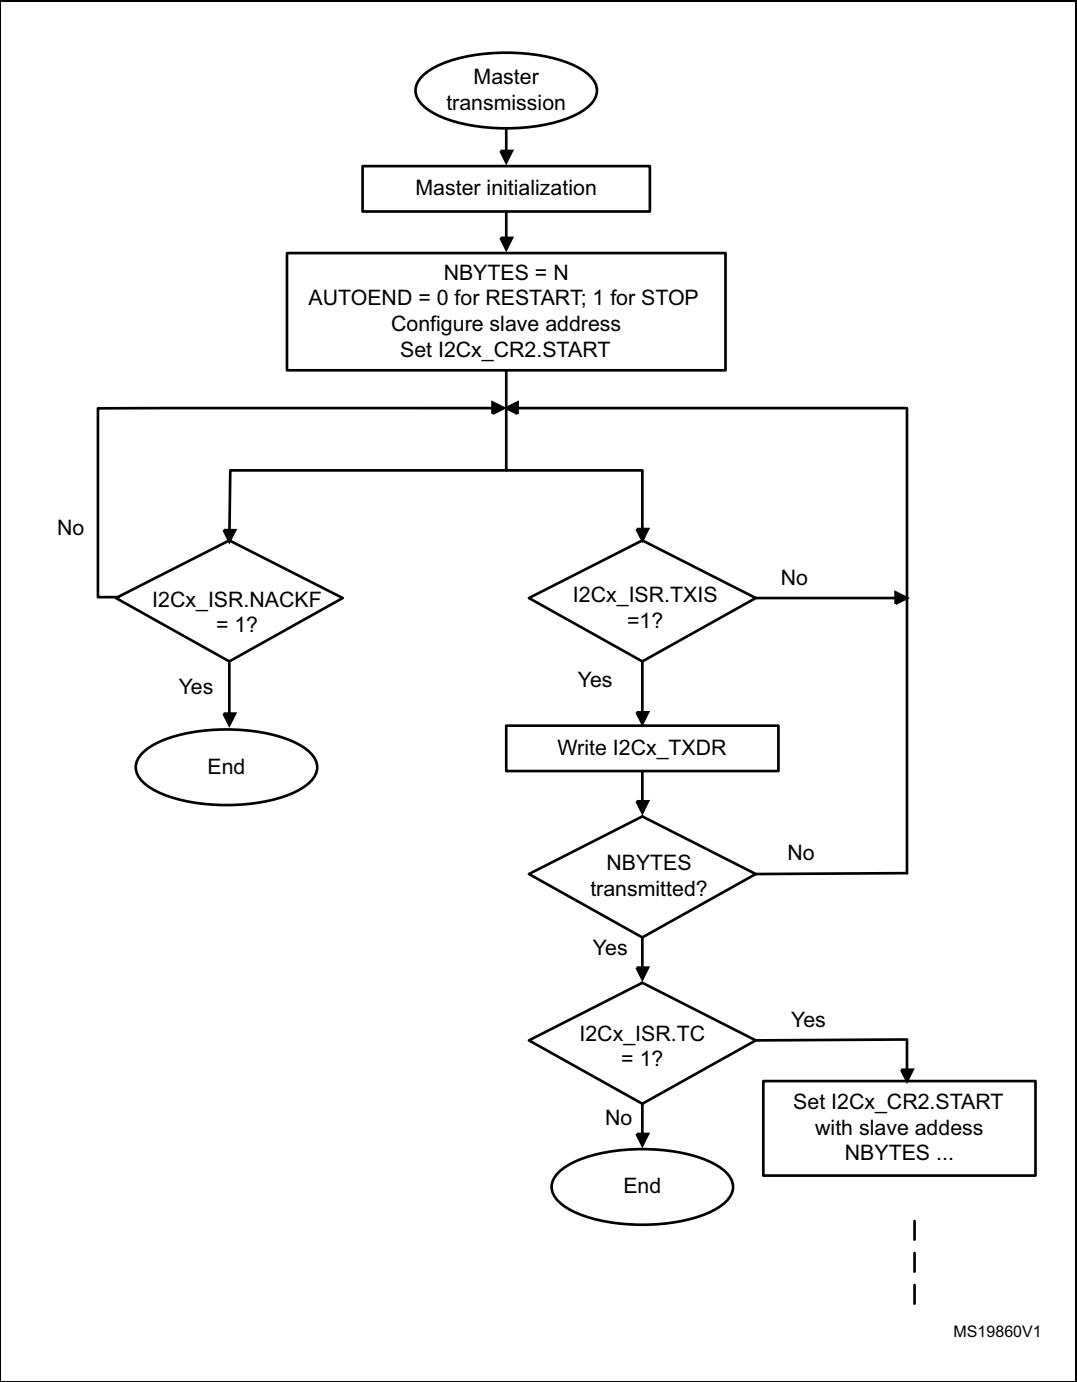 Master
transmission
Master initialization
NBYTES = N
AUTOEND = 0 for RESTART; 1 for STOP
Configure slave address
Set I2Cx_CR2.START
No
I2Cx_ISR.NACKF
= 1?
Yes
End
I2Cx_ISR.TXIS
=1?
No
Yes
Write I2Cx_TXDR
NBYTES
transmitted?
No
Yes
I2Cx_ISR.TC
= 1?
Yes
No
End
Set I2Cx_CR2.START
with slave addess
NBYTES ...
MS19860V1